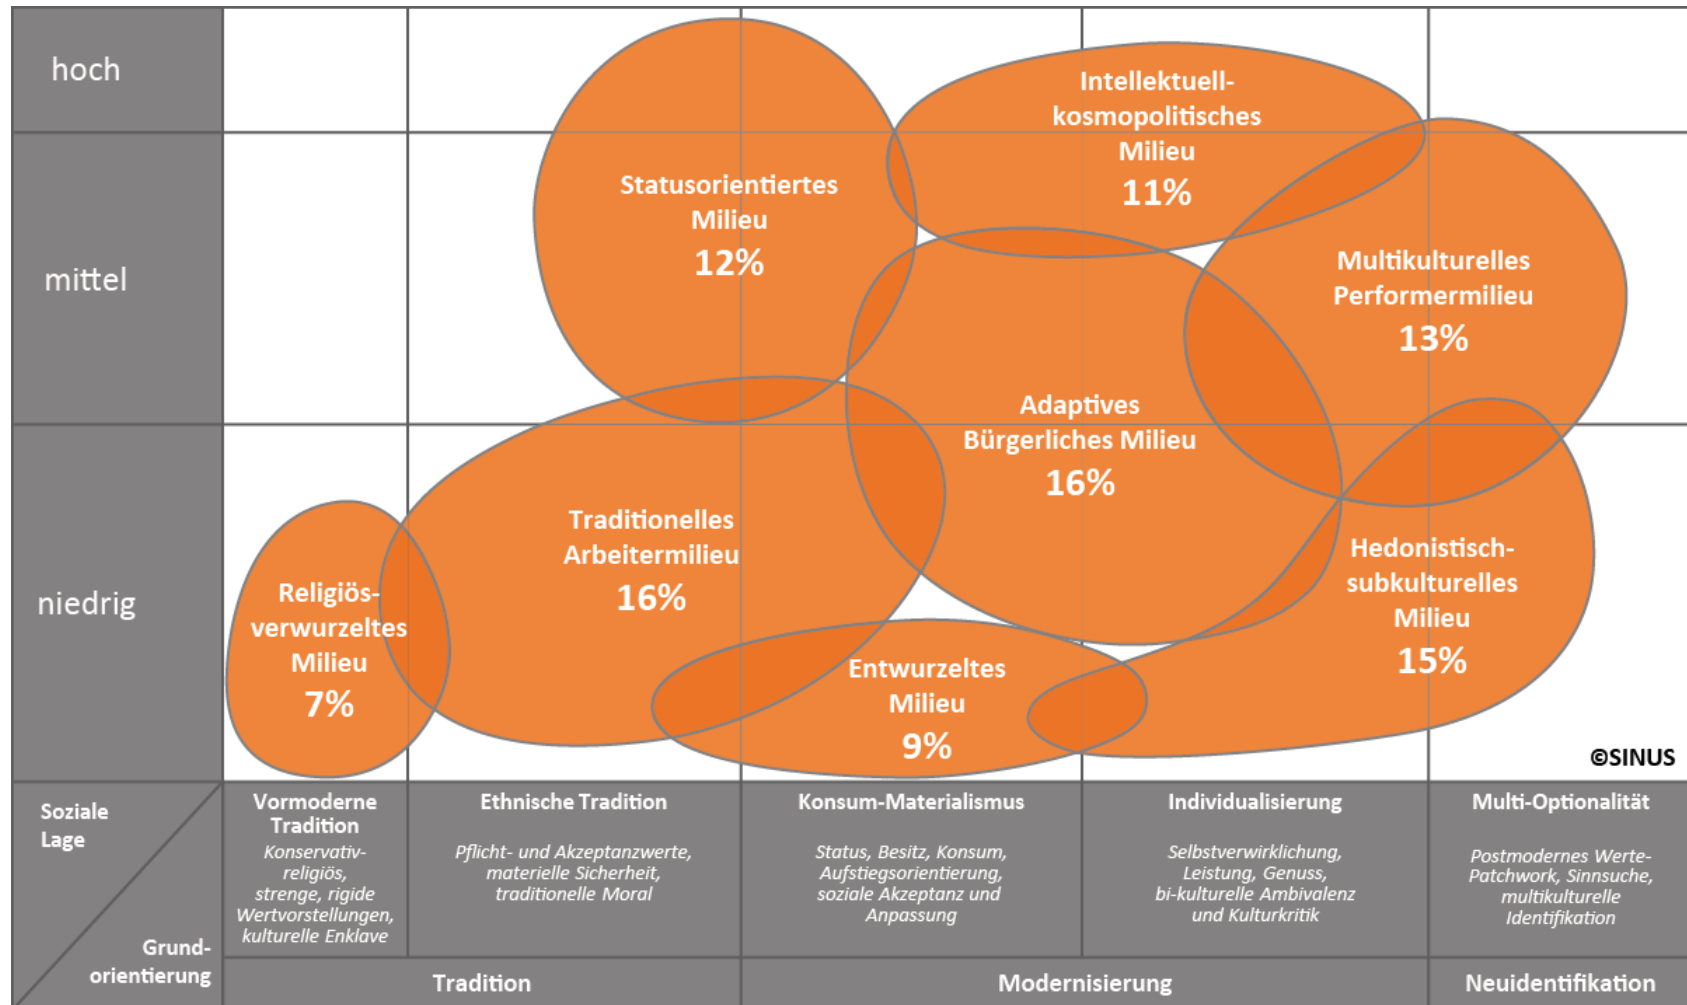 hoch
mittel
niedrig
Statusorientiertes
Milieu
12%
Intellektuell-
kosmopolitisches
Milieu
11%
Multikulturelles
Performermilieu
13%
Adaptives
Bürgerliches Milieu
16%
Traditionelles
Arbeitermilieu
16%
Religiös-
verwurzeltes
Milieu
7%
Entwurzeltes
Milieu
9%
Hedonistisch-
subkulturelles
Milieu
15%
©SINUS
Soziale
Lage
Grund-
orientierung
Vormoderne
Tradition
Konservativ-
religiös,
strenge, rigide
Wertvorstellungen,
kulturelle Enklave
Ethnische Tradition
Pflicht- und Akzeptanzwerte,
materielle Sicherheit,
traditionelle Moral
Konsum-Materialismus
Status, Besitz, Konsum,
Aufstiegsorientierung,
soziale Akzeptanz und
Anpassung
Individualisierung
Selbstverwirklichung,
Leistung, Genuss,
bi-kulturelle Ambivalenz
und Kulturkritik
Multi-Optionalität
Postmodernes Werte-
Patchwork, Sinnsuche,
multikulturelle
Identifikation
Tradition
Modernisierung
Neuidentifikation